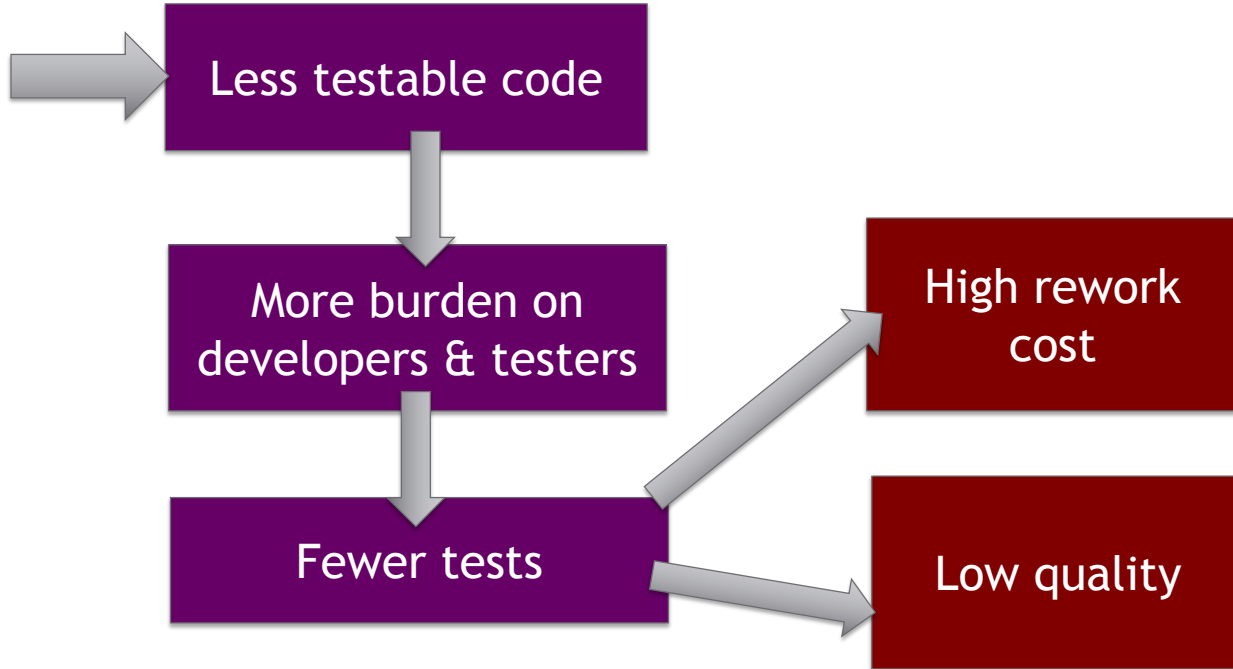 Less testable code
More burden on
developers & testers
Fewer tests
High rework
cost
Low quality